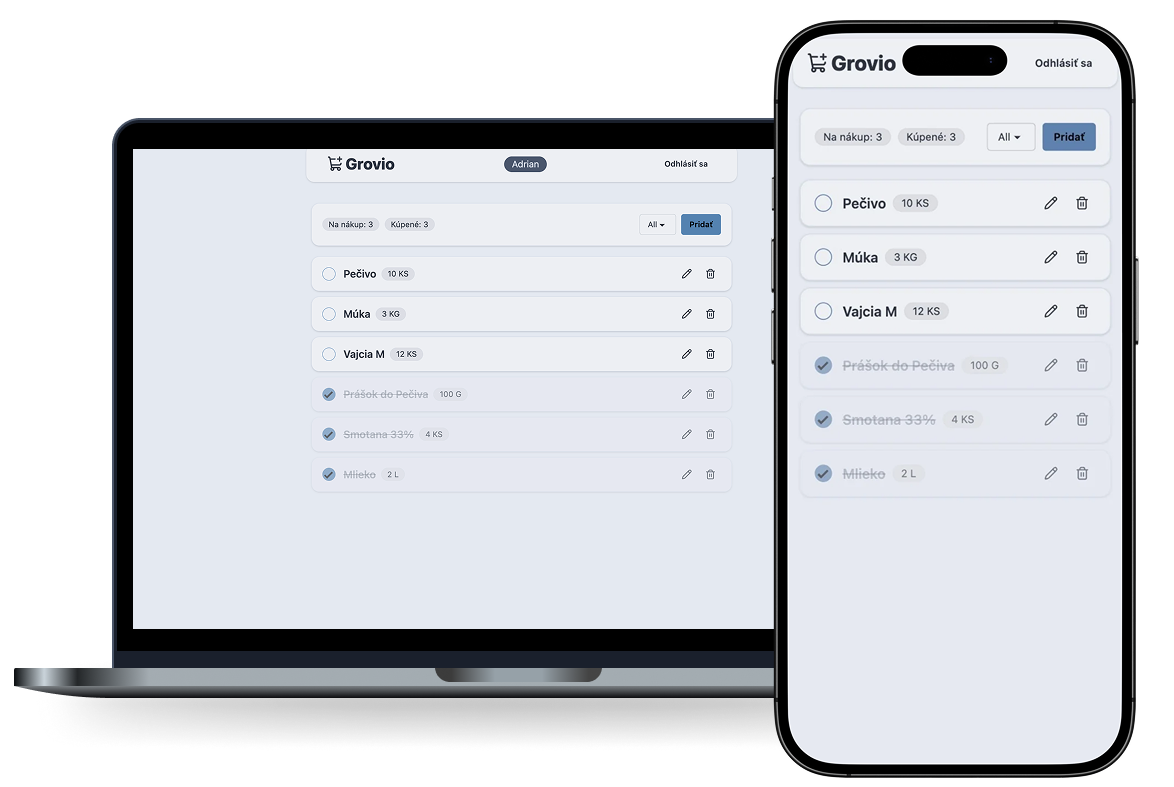 Grovio Adrian Odhlásiť sa
Na nákup: 3 Kúpené: 3 All Pridať
Pečivo 10 KS
Múka 3 KG
Vajcia M 12 KS
Prášok do Pečiva 100 G
Smotana 33% 4 KS
Mlieko 2 L
Grovio Odhlásiť sa
Na nákup: 3 Kúpené: 3 All Pridať
Pečivo 10 KS
Múka 3 KG
Vajcia M 12 KS
Prášok do Pečiva 100 G
Smotana 33% 4 KS
Mlieko 2 L